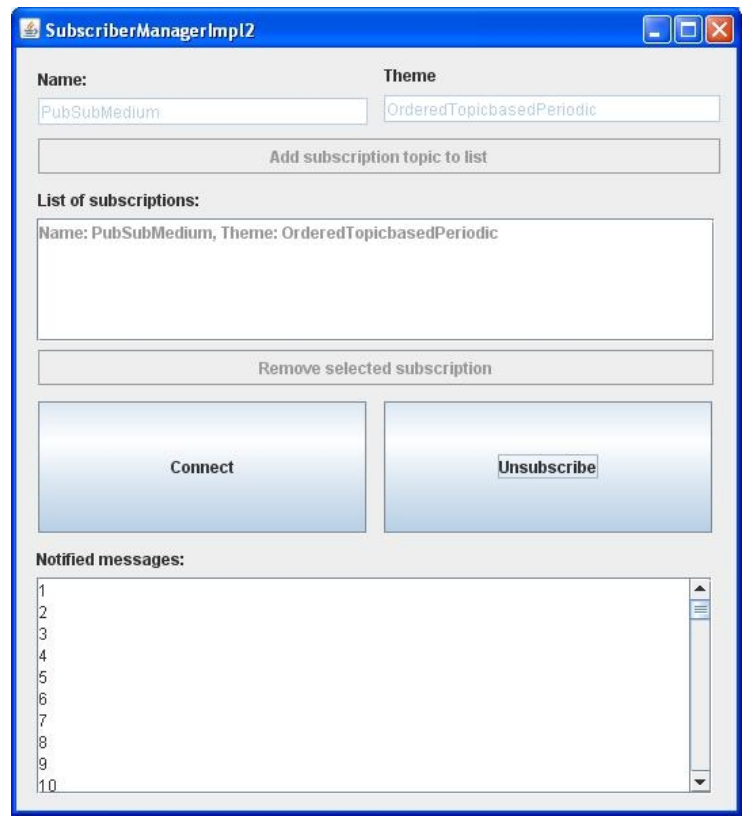 SubscriberManagerImpl2
Name:
Theme
PubSubMedium
OrderedTopicbasedPeriodic
Add subscription topic to list
List of subscriptions:
Name: PubSubMedium, Theme: OrderedTopicbasedPeriodic
Remove selected subscription
Connect
Unsubscribe
Notified messages:
1
2
3
4
5
6
7
8
9
10